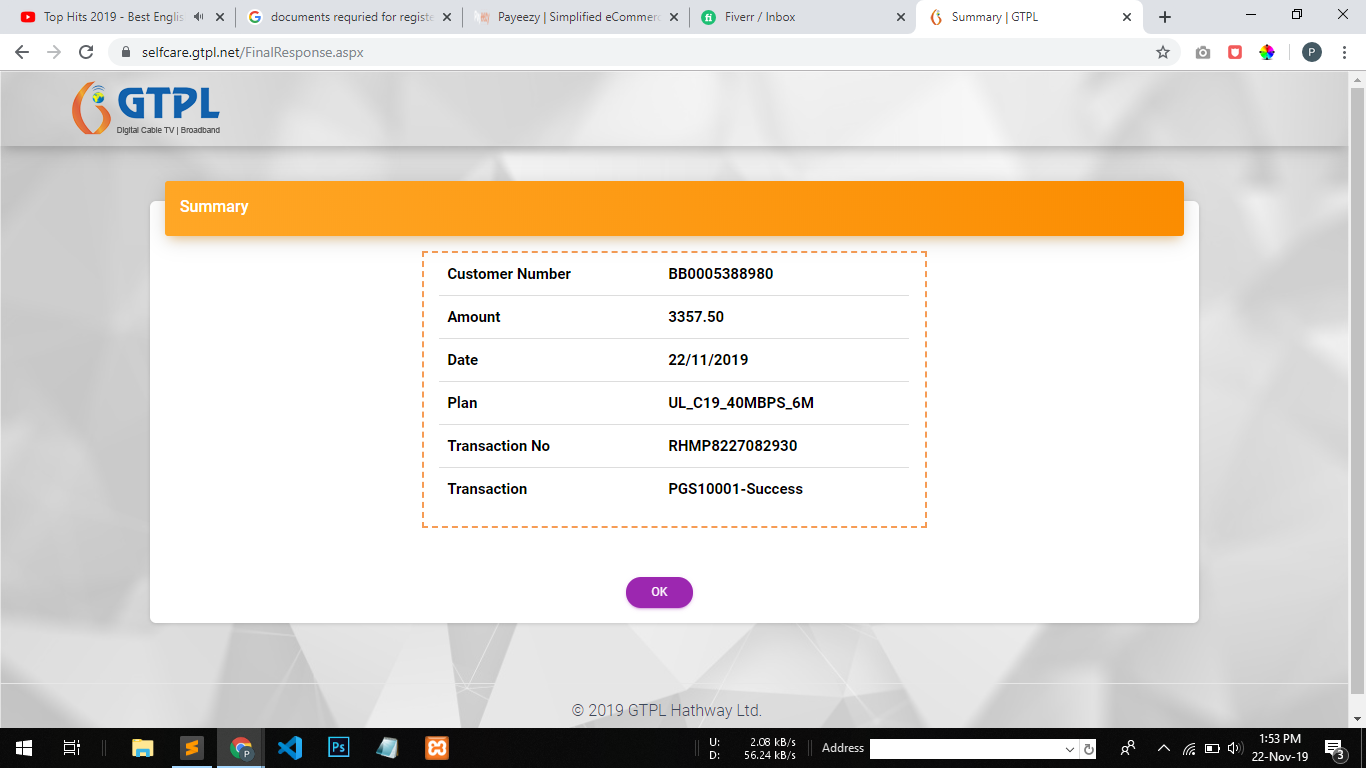 Top Hits 2019 - Best Englis
documents requried for registe
Payeezy | Simplified eCommerc
Fiverr / Inbox
Summary | GTPL
selfcare.gtpl.net/FinalResponse.aspx
P
GTPL
Digital Cable TV | Broadband
Summary
Customer Number BB0005388980
Amount 3357.50
Date 22/11/2019
Plan UL_C19_40MBPS_6M
Transaction No RHMP8227082930
Transaction PGS10001-Success
OK
© 2019 GTPL Hathway Ltd.
U: 2.08 kB/s
D: 56.24 kB/s
Address
1:53 PM
22-Nov-19
3